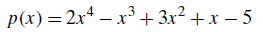 p(x) = 2x⁴ − x³ + 3x² + x − 5